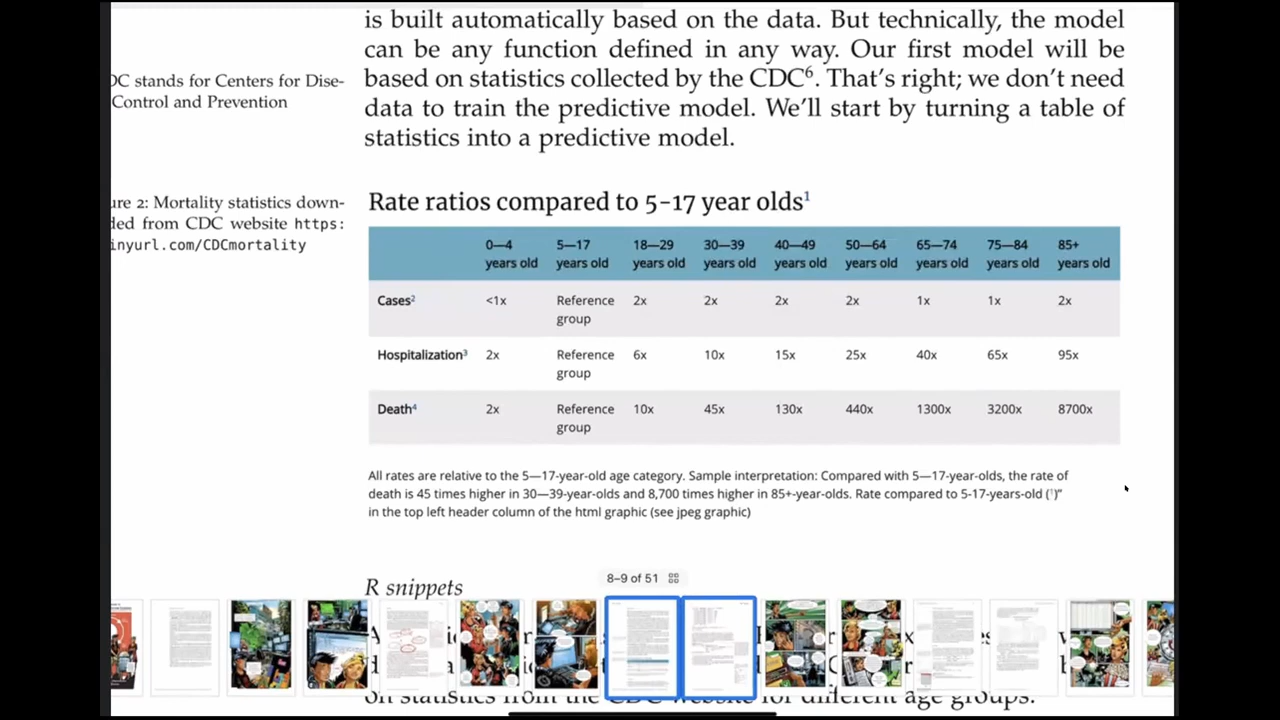 is built automatically based on the data. But technically, the model
can be any function defined in any way. Our first model will be
based on statistics collected by the CDC6. That's right; we don't need
data to train the predictive model. We'll start by turning a table of
statistics into a predictive model.
DC stands for Centers for Dise-
Control and Prevention
ure 2: Mortality statistics down-
ded from CDC website https:
inyurl.com/CDCmortality
Rate ratios compared to 5-17 year olds1
0—4 years old 5—17 years old 18—29 years old 30—39 years old 40—49 years old 50—64 years old 65—74 years old 75—84 years old 85+ years old
Cases2 <1x Reference group 2x 2x 2x 2x 1x 1x 2x
Hospitalization3 2x Reference group 6x 10x 15x 25x 40x 65x 95x
Death4 2x Reference group 10x 45x 130x 440x 1300x 3200x 8700x
All rates are relative to the 5—17-year-old age category. Sample interpretation: Compared with 5—17-year-olds, the rate of
death is 45 times higher in 30—39-year-olds and 8,700 times higher in 85+-year-olds. Rate compared to 5-17-years-old (1)"
in the top left header column of the html graphic (see jpeg graphic)
8–9 of 51
R snippets
on statistics from the CDC website for different age groups.